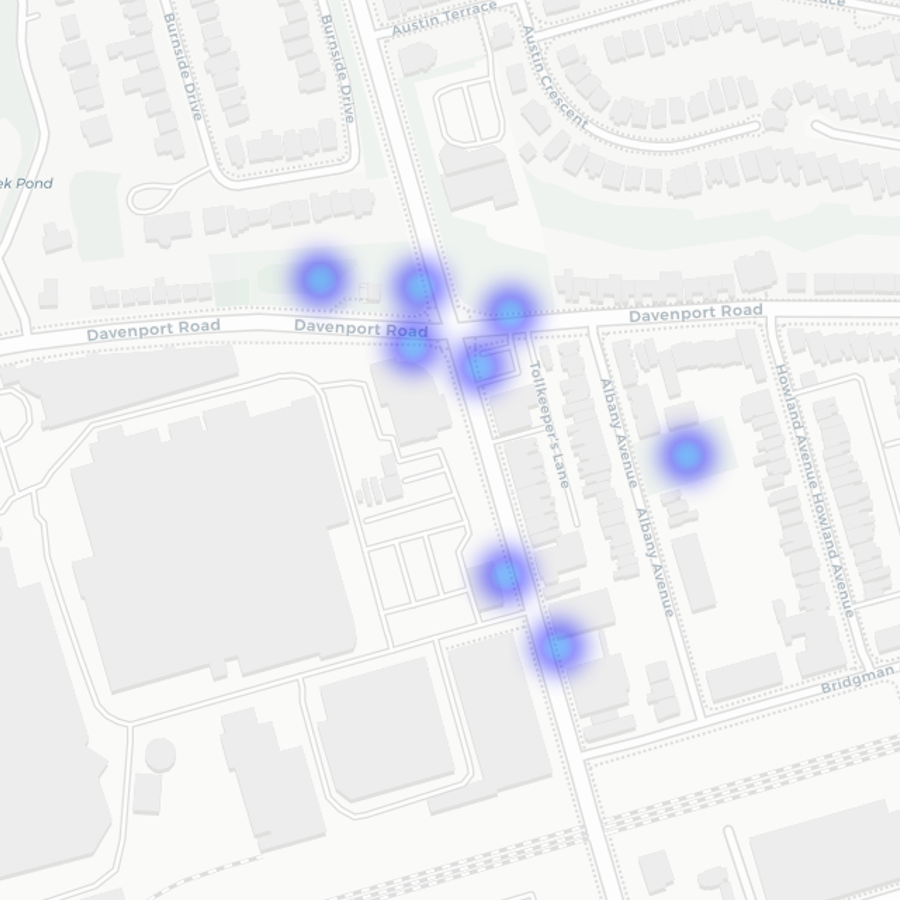 Austin Terrace
race
Burnside Drive
Burnside Drive
Austin Crescent
ek Pond
Davenport Road
Davenport Road
Davenport Road
Tollkeeper's Lane
Albany Avenue
Howland Avenue
Howland Avenue
Albany Avenue
Bridgman